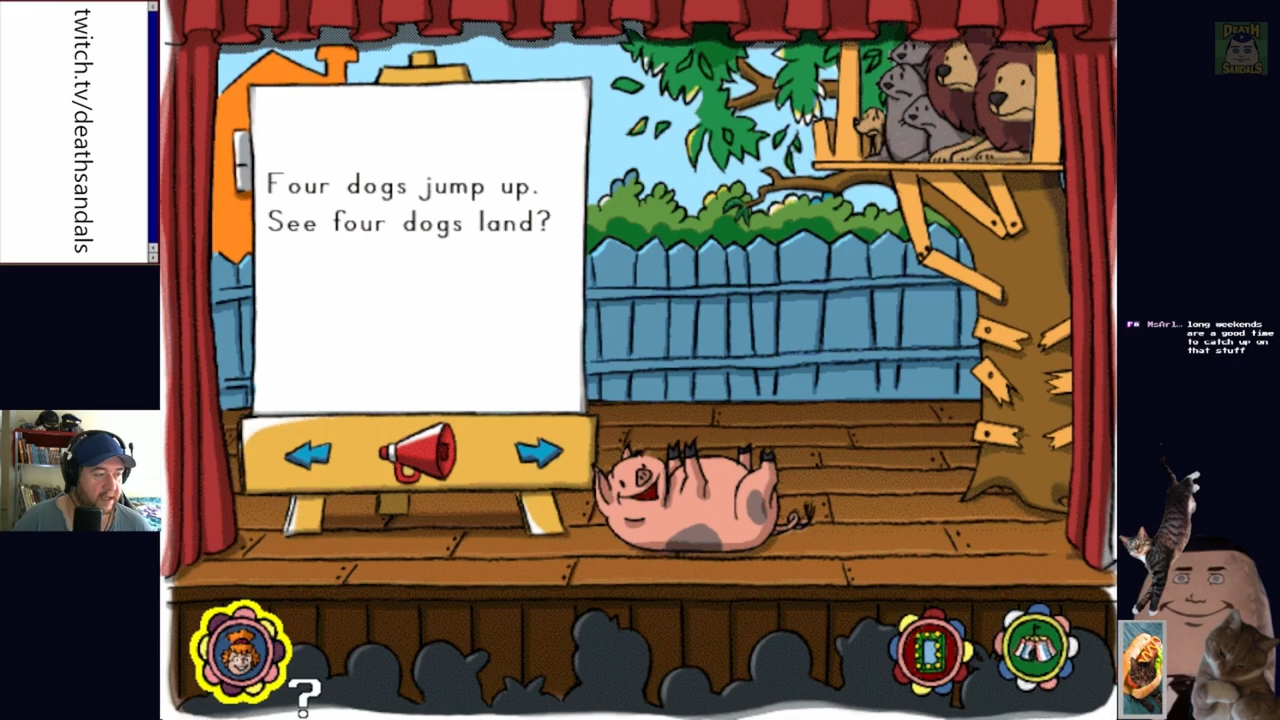 twitch.tv/deathsandals
DEATH
SANDALS
Four dogs jump up.
See four dogs land?
long weekends
are a good time
to catch up on
that stuff
?